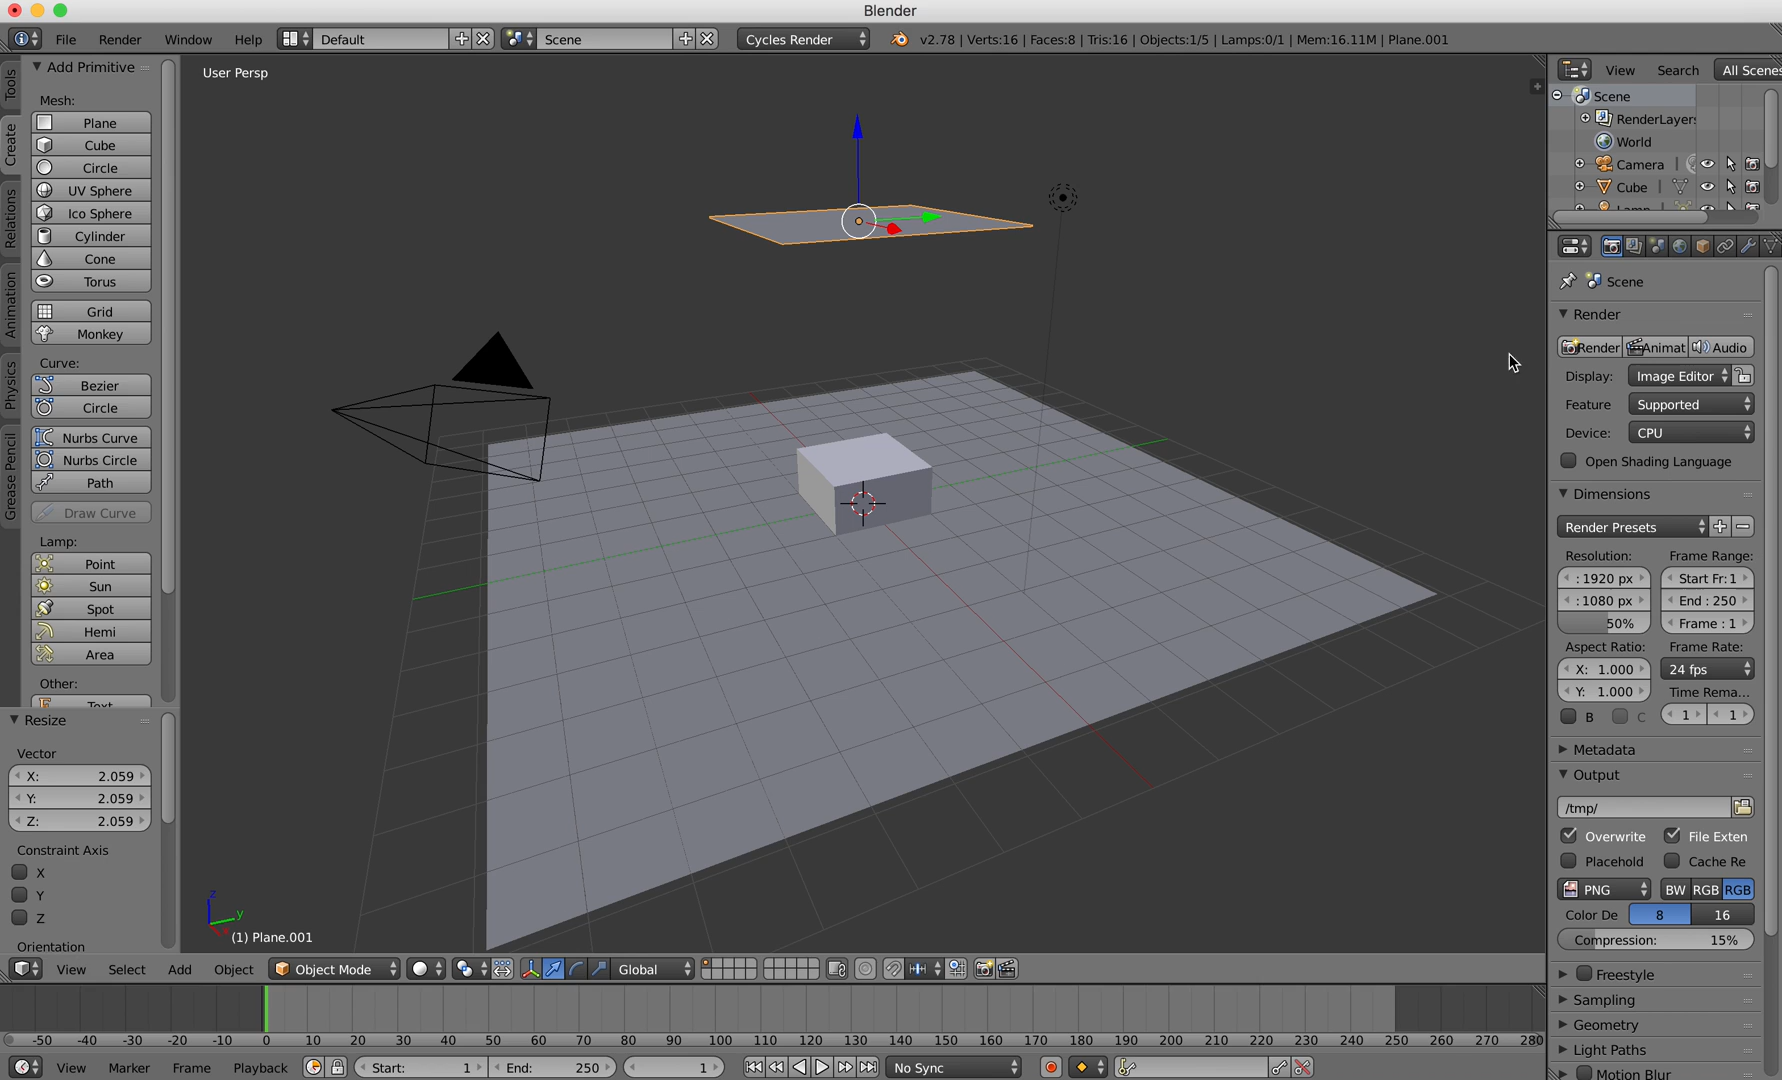 Blender
File Render Window Help Default Scene Cycles Render v2.78 | Verts:16 | Faces:8 | Tris:16 | Objects:1/5 | Lamps:0/1 | Mem:16.11M | Plane.001
Tools
Create
Relations
Animation
Physics
Grease Pencil
Add Primitive
Mesh:
Plane
Cube
Circle
UV Sphere
Ico Sphere
Cylinder
Cone
Torus
Grid
Monkey
Curve:
Bezier
Circle
Nurbs Curve
Nurbs Circle
Path
Draw Curve
Lamp:
Point
Sun
Spot
Hemi
Area
Other:
Text
Resize
Vector
X: 2.059
Y: 2.059
Z: 2.059
Constraint Axis
X
Y
Z
Orientation
User Persp
z
y
(1) Plane.001
View Select Add Object Object Mode Global
-50 -40 -30 -20 -10 0 10 20 30 40 50 60 70 80 90 100 110 120 130 140 150 160 170 180 190 200 210 220 230 240 250 260 270 280
View Marker Frame Playback Start: 1 End: 250 1 No Sync
View Search All Scenes
Scene
RenderLayers
World
Camera
Cube
Scene
Render
Render Animat Audio
Display: Image Editor
Feature Supported
Device: CPU
Open Shading Language
Dimensions
Render Presets
Resolution: Frame Range:
: 1920 px Start Fr: 1
: 1080 px End : 250
50% Frame : 1
Aspect Ratio: Frame Rate:
X: 1.000 24 fps
Y: 1.000 Time Rema...
B C 1 1
Metadata
Output
/tmp/
Overwrite File Exten
Placehold Cache Re
PNG BW RGB RGB
Color De 8 16
Compression: 15%
Freestyle
Sampling
Geometry
Light Paths
Motion Blur